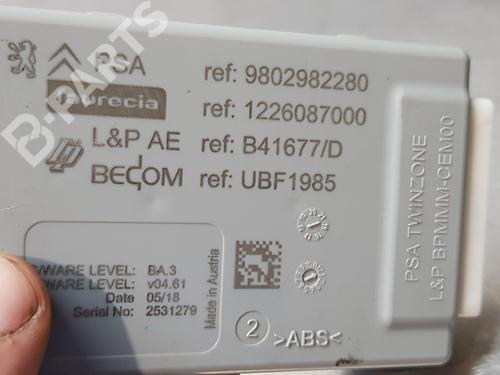 B-PARTS
PSA ref: 9802982280
faurecia ref: 1226087000
L&P AE ref: B41677/D
BECOM ref: UBF1985
WARE LEVEL: BA.3
WARE LEVEL: v04.61
Date 05/18
Serial No: 2531279
Made in Austria
2 >ABS<
PSA TWINZONE
L&P BPMMM-CEM00